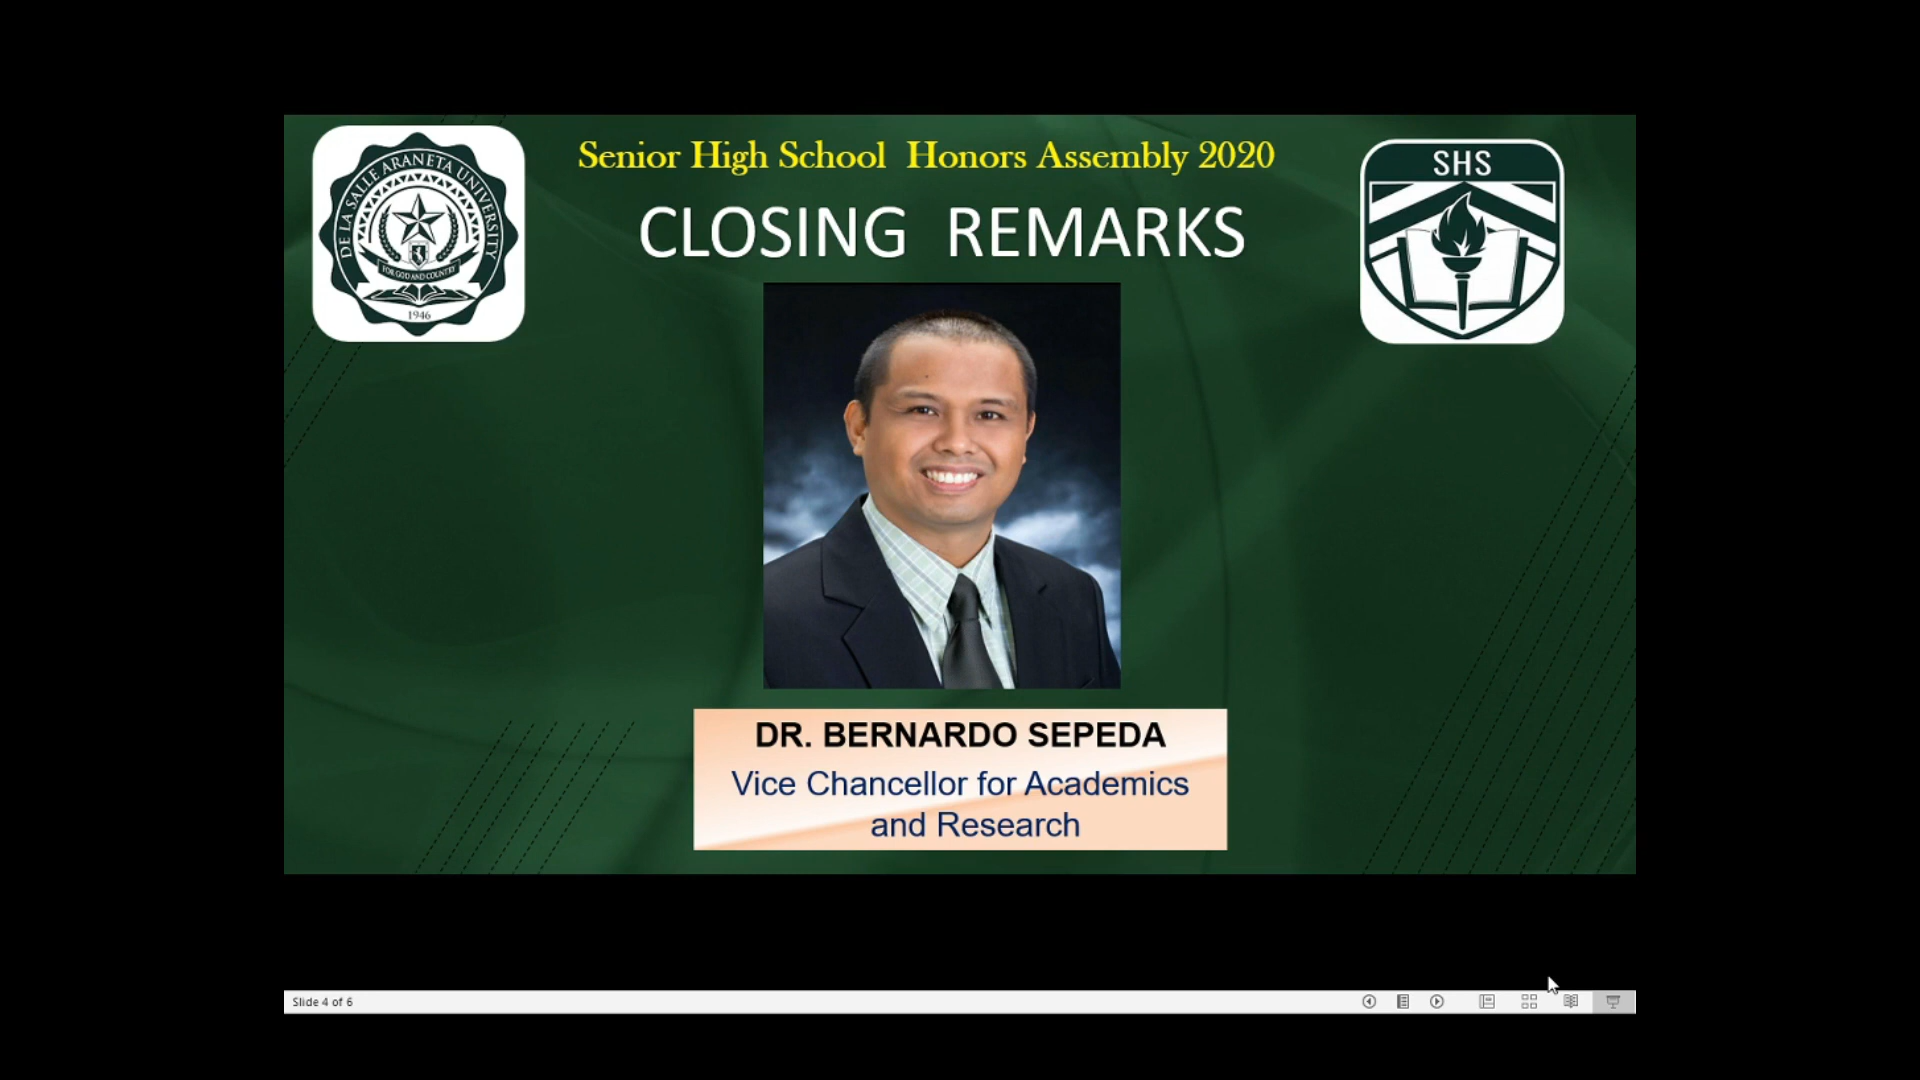 DE LA SALLE ARANETA UNIVERSITY
FOR GOD AND COUNTRY
1946
Senior High School Honors Assembly 2020
CLOSING REMARKS
SHS
DR. BERNARDO SEPEDA
Vice Chancellor for Academics
and Research
Slide 4 of 6